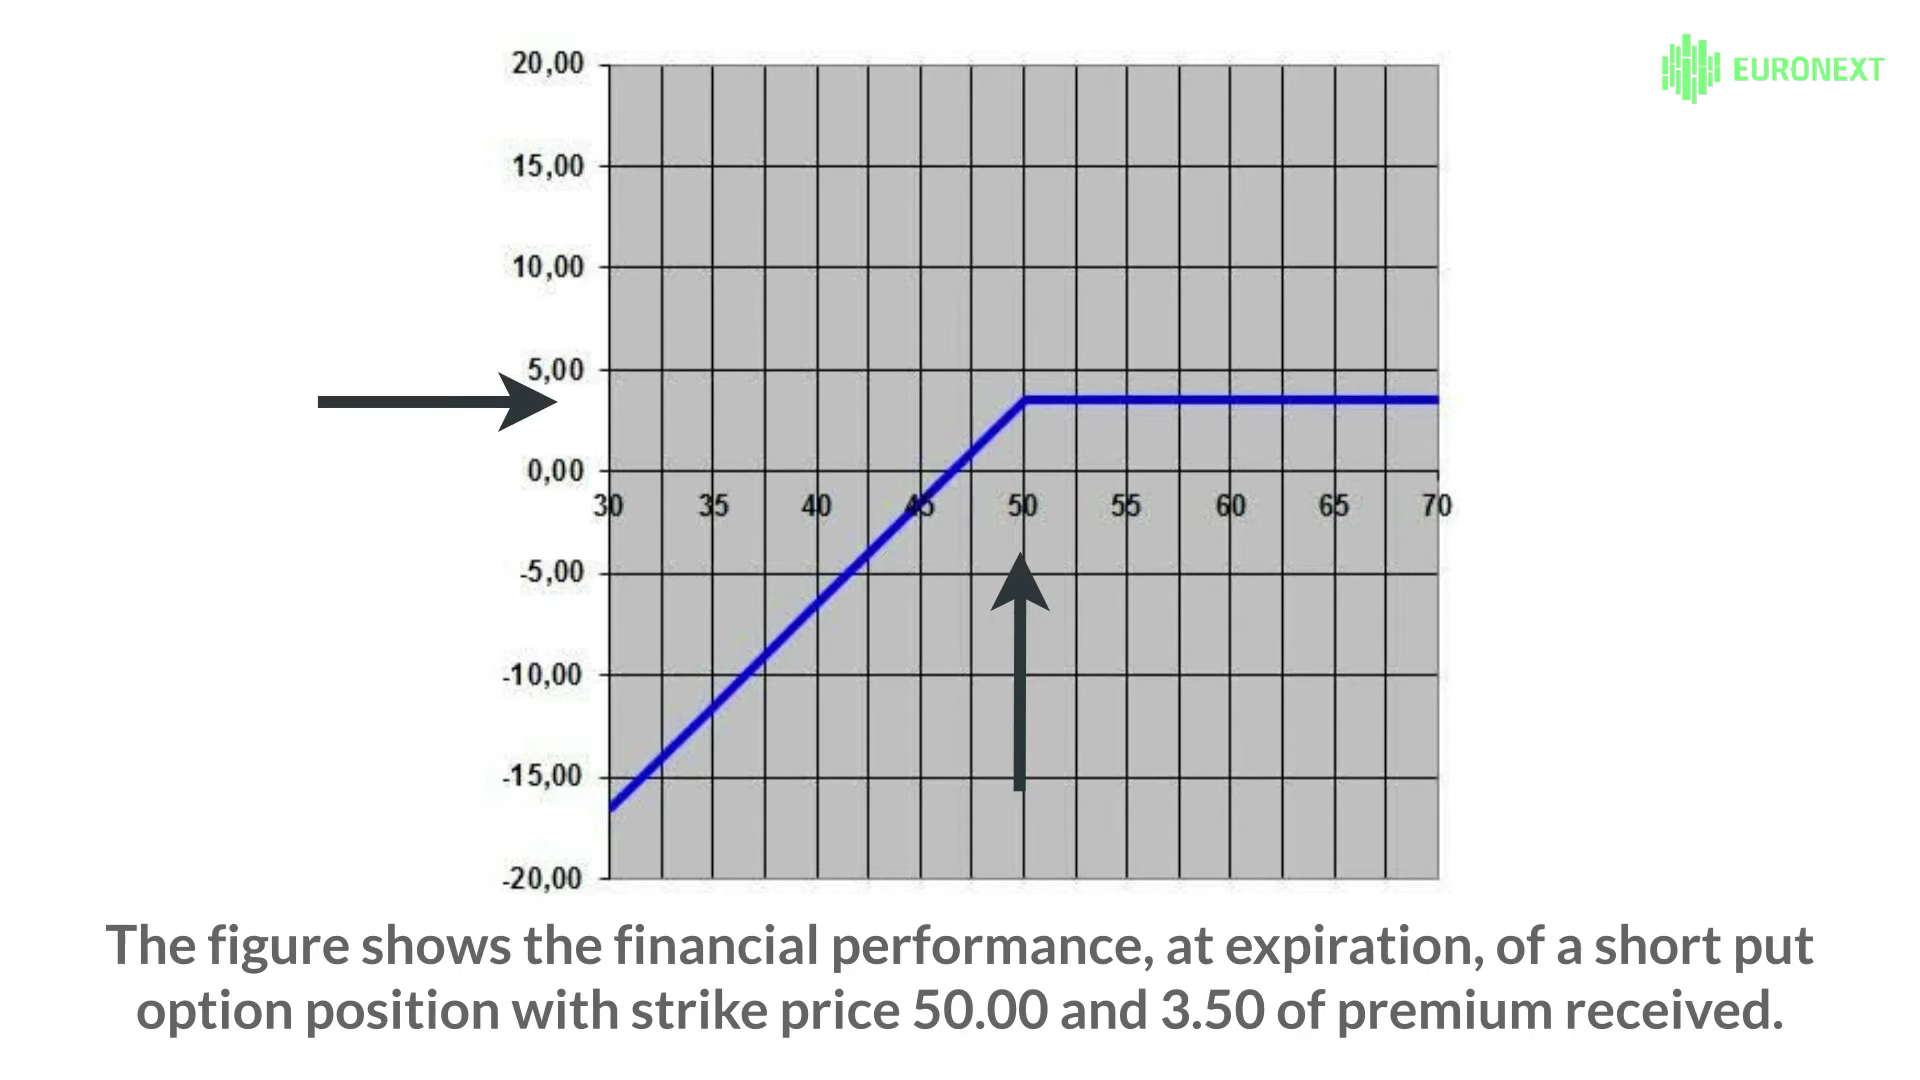 EURONEXT
20,00
15,00
10,00
5,00
0,00
30 35 40 45 50 55 60 65 70
-5,00
-10,00
-15,00
-20,00
The figure shows the financial performance, at expiration, of a short put
option position with strike price 50.00 and 3.50 of premium received.